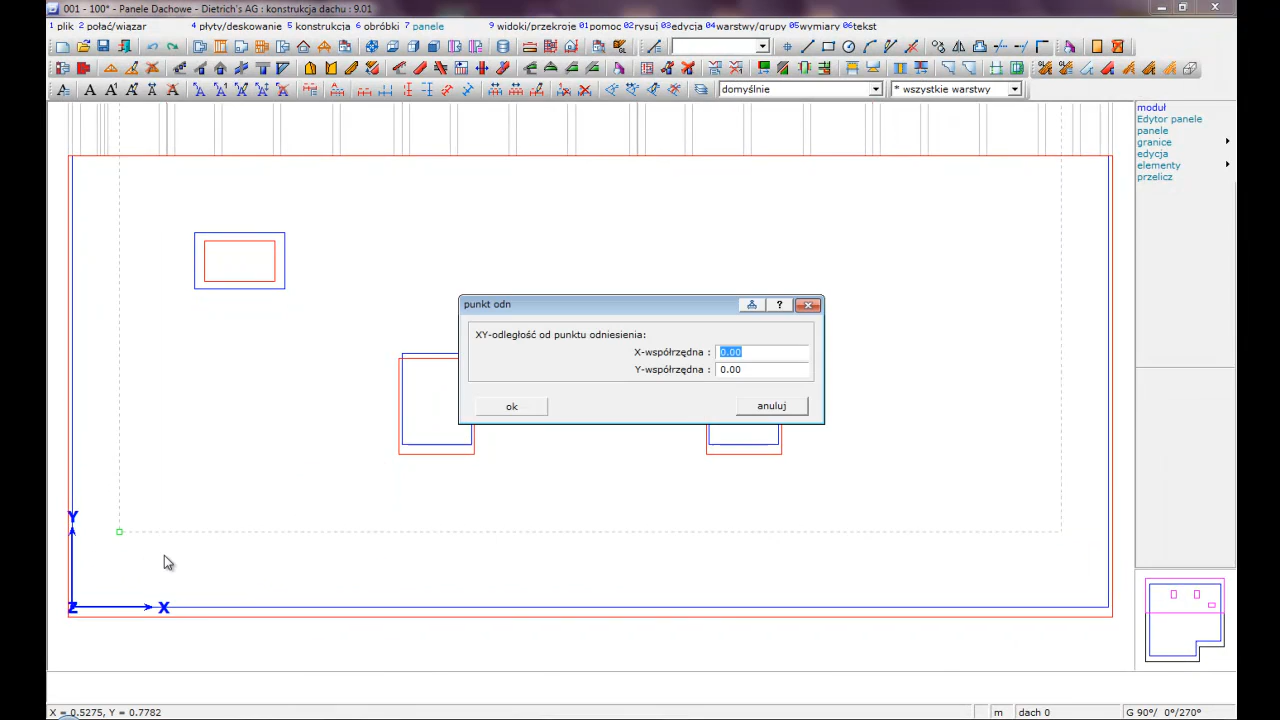 001 - 100° - Panele Dachowe - Dietrich's AG : konstrukcja dachu : 9.01
1 plik 2 połać/wiązar 4 płyty/deskowanie 5 konstrukcja 6 obróbki 7 panele 9 widoki/przekroje 01pomoc 02rysuj 03edycja 04warstwy/grupy 05wymiary 06tekst
domyślnie
* wszystkie warstwy
moduł
Edytor panele
panele
granice
edycja
elementy
przelicz
punkt odn
?
XY-odległość od punktu odniesienia:
X-współrzędna : 0.00
Y-współrzędna : 0.00
ok
anuluj
Y
Z
X
X = 0.5275, Y = 0.7782
m
dach 0
G 90°/ 0°/270°